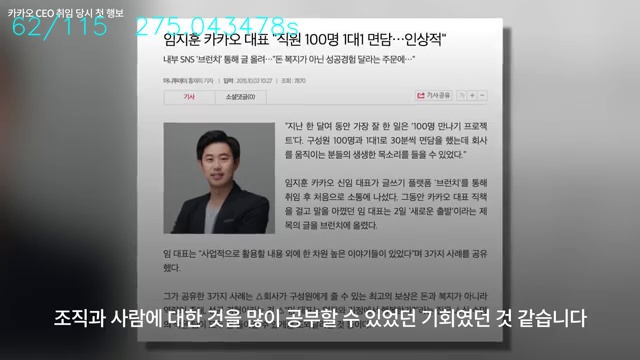 카카오 CEO 취임 당시 첫 행보
62/115 275.043478s
임지훈 카카오 대표 "직원 100명 1대1 면담…인상적"
내부 SNS '브런치' 통해 글 올려…"돈 복지가 아닌 성공경험 달라는 주문에…"
기사
소셜댓글(0)
기사공유
가
"지난 한 달여 동안 가장 잘 한 일은 '100명 만나기 프로젝
트'다. 구성원 100명과 1대1로 30분씩 면담을 했는데 회사
를 움직이는 분들의 생생한 목소리를 들을 수 있었다."
임지훈 카카오 신임 대표가 글쓰기 플랫폼 '브런치'를 통해
취임 후 처음으로 소통에 나섰다. 그동안 카카오 대표 직책
을 걸고 말을 아꼈던 임 대표는 2일 '새로운 출발'이라는 제
목의 글을 브런치에 올렸다.
임 대표는 "사업적으로 활용할 내용 외에 한 차원 높은 이야기들이 있었다"며 3가지 사례를 공유
했다.
그가 공유한 3가지 사례는 △회사가 구성원에게 줄 수 있는 최고의 보상은 돈과 복지가 아니라
조직과 사람에 대한 것을 많이 공부할 수 있었던 기회였던 것 같습니다